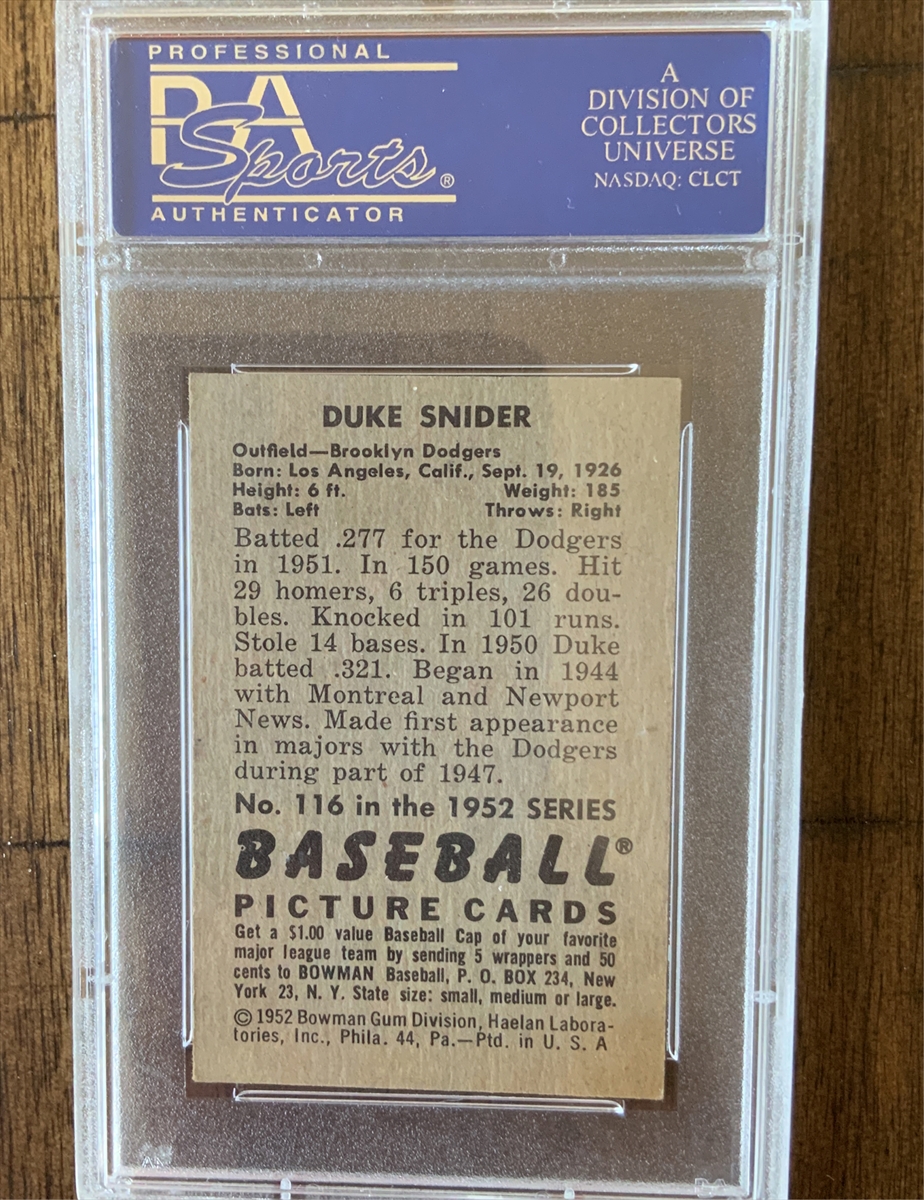 PROFESSIONAL
PSA
Sports®
AUTHENTICATOR
A
DIVISION OF
COLLECTORS
UNIVERSE
NASDAQ: CLCT
DUKE SNIDER
Outfield—Brooklyn Dodgers
Born: Los Angeles, Calif., Sept. 19, 1926
Height: 6 ft. Weight: 185
Bats: Left Throws: Right
Batted .277 for the Dodgers
in 1951. In 150 games. Hit
29 homers, 6 triples, 26 dou-
bles. Knocked in 101 runs.
Stole 14 bases. In 1950 Duke
batted .321. Began in 1944
with Montreal and Newport
News. Made first appearance
in majors with the Dodgers
during part of 1947.
No. 116 in the 1952 SERIES
BASEBALL®
PICTURE CARDS
Get a $1.00 value Baseball Cap of your favorite
major league team by sending 5 wrappers and 50
cents to BOWMAN Baseball, P. O. BOX 234, New
York 23, N. Y. State size: small, medium or large.
© 1952 Bowman Gum Division, Haelan Labora-
tories, Inc., Phila. 44, Pa.—Ptd. in U. S. A